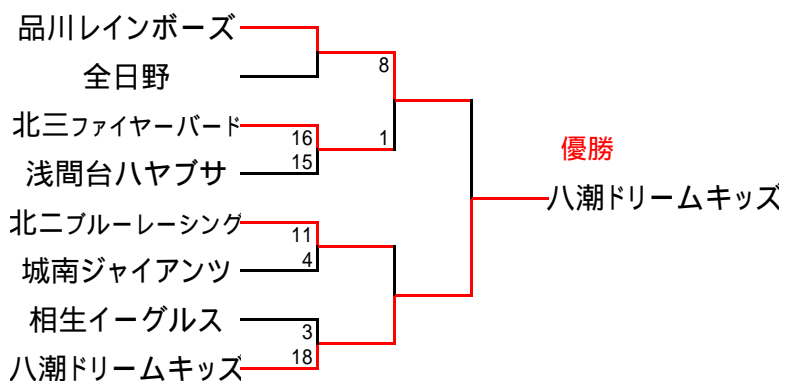 品川レインボーズ
全日野
8
北三ファイヤーバード
16
1
15
浅間台ハヤブサ
優勝
八潮ドリームキッズ
北二ブルーレーシング
11
4
城南ジャイアンツ
相生イーグルス
3
18
八潮ドリームキッズ